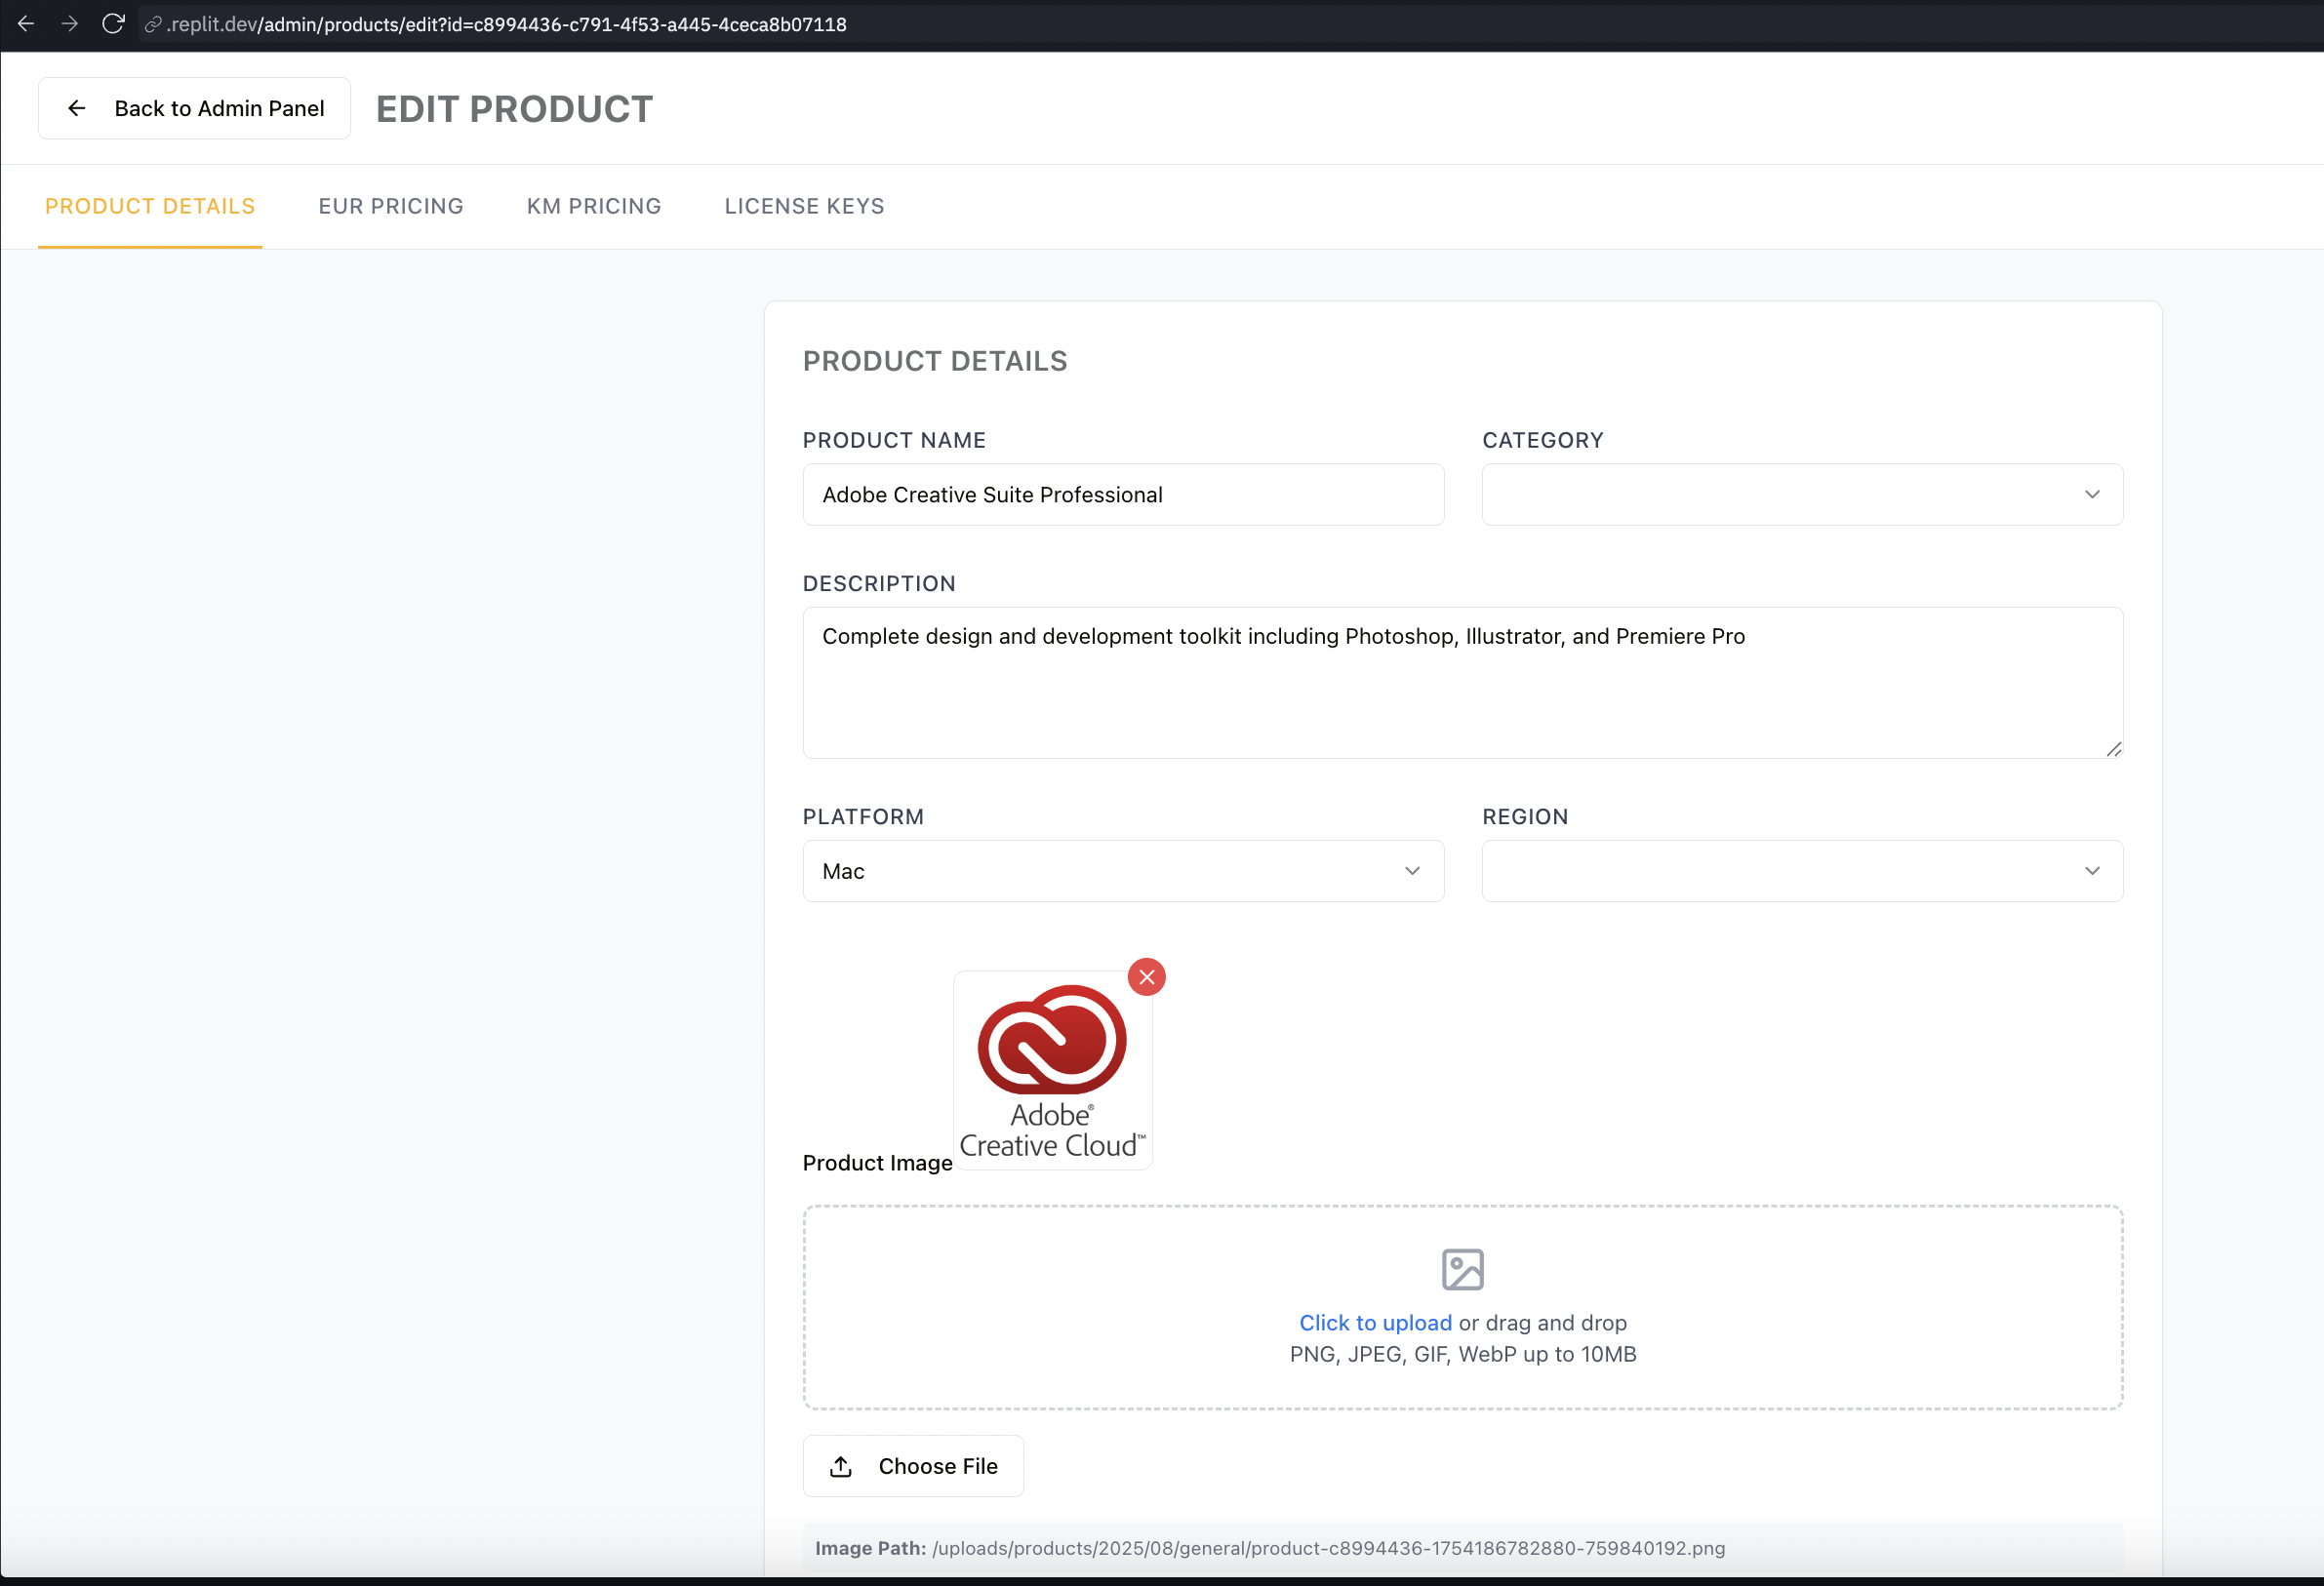 .replit.dev/admin/products/edit?id=c8994436-c791-4f53-a445-4ceca8b07118
Back to Admin Panel
EDIT PRODUCT
PRODUCT DETAILS
EUR PRICING
KM PRICING
LICENSE KEYS
PRODUCT DETAILS
PRODUCT NAME
CATEGORY
Adobe Creative Suite Professional
DESCRIPTION
Complete design and development toolkit including Photoshop, Illustrator, and Premiere Pro
PLATFORM
REGION
Mac
Adobe®
Creative Cloud™
Product Image
Click to upload or drag and drop
PNG, JPEG, GIF, WebP up to 10MB
Choose File
Image Path: /uploads/products/2025/08/general/product-c8994436-1754186782880-759840192.png